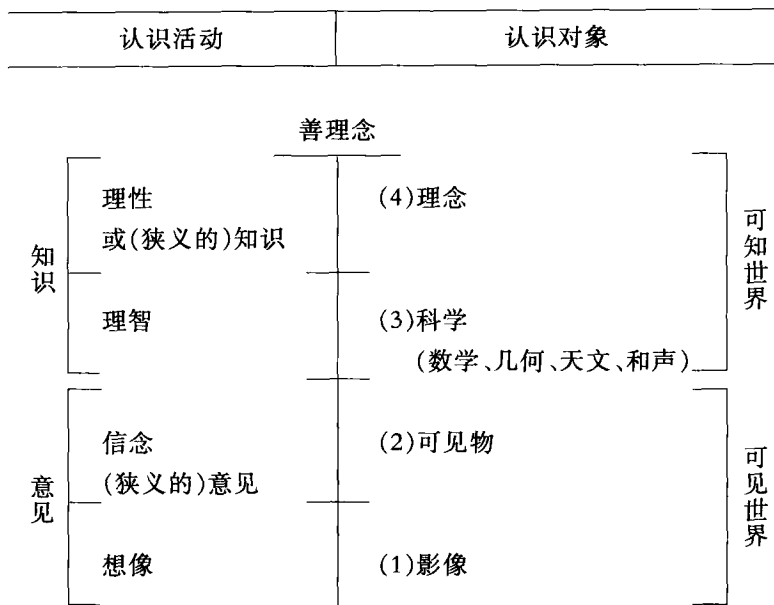 认识活动 认识对象
善理念
理性 (4)理念
或(狭义的)知识
知识
可知世界
理智 (3)科学
(数学、几何、天文、和声)
信念 (2)可见物
(狭义的)意见
意见
可见世界
想像 (1)影像